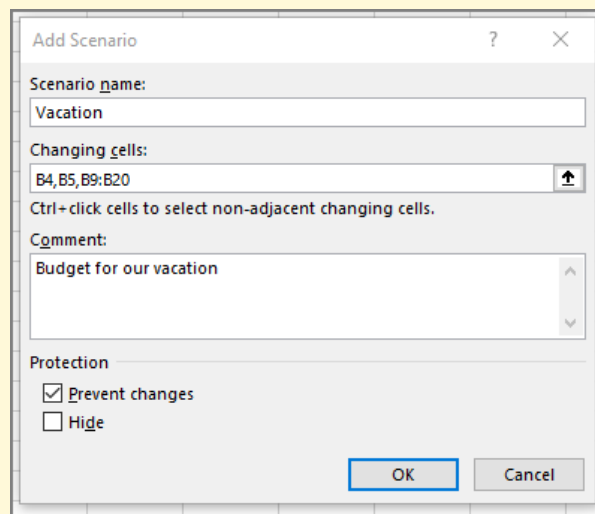 Add Scenario
Scenario name:
Vacation
Changing cells:
B4,B5,B9:B20
Ctrl+click cells to select non-adjacent changing cells.
Comment:
Budget for our vacation
Protection
Prevent changes
Hide
OK Cancel